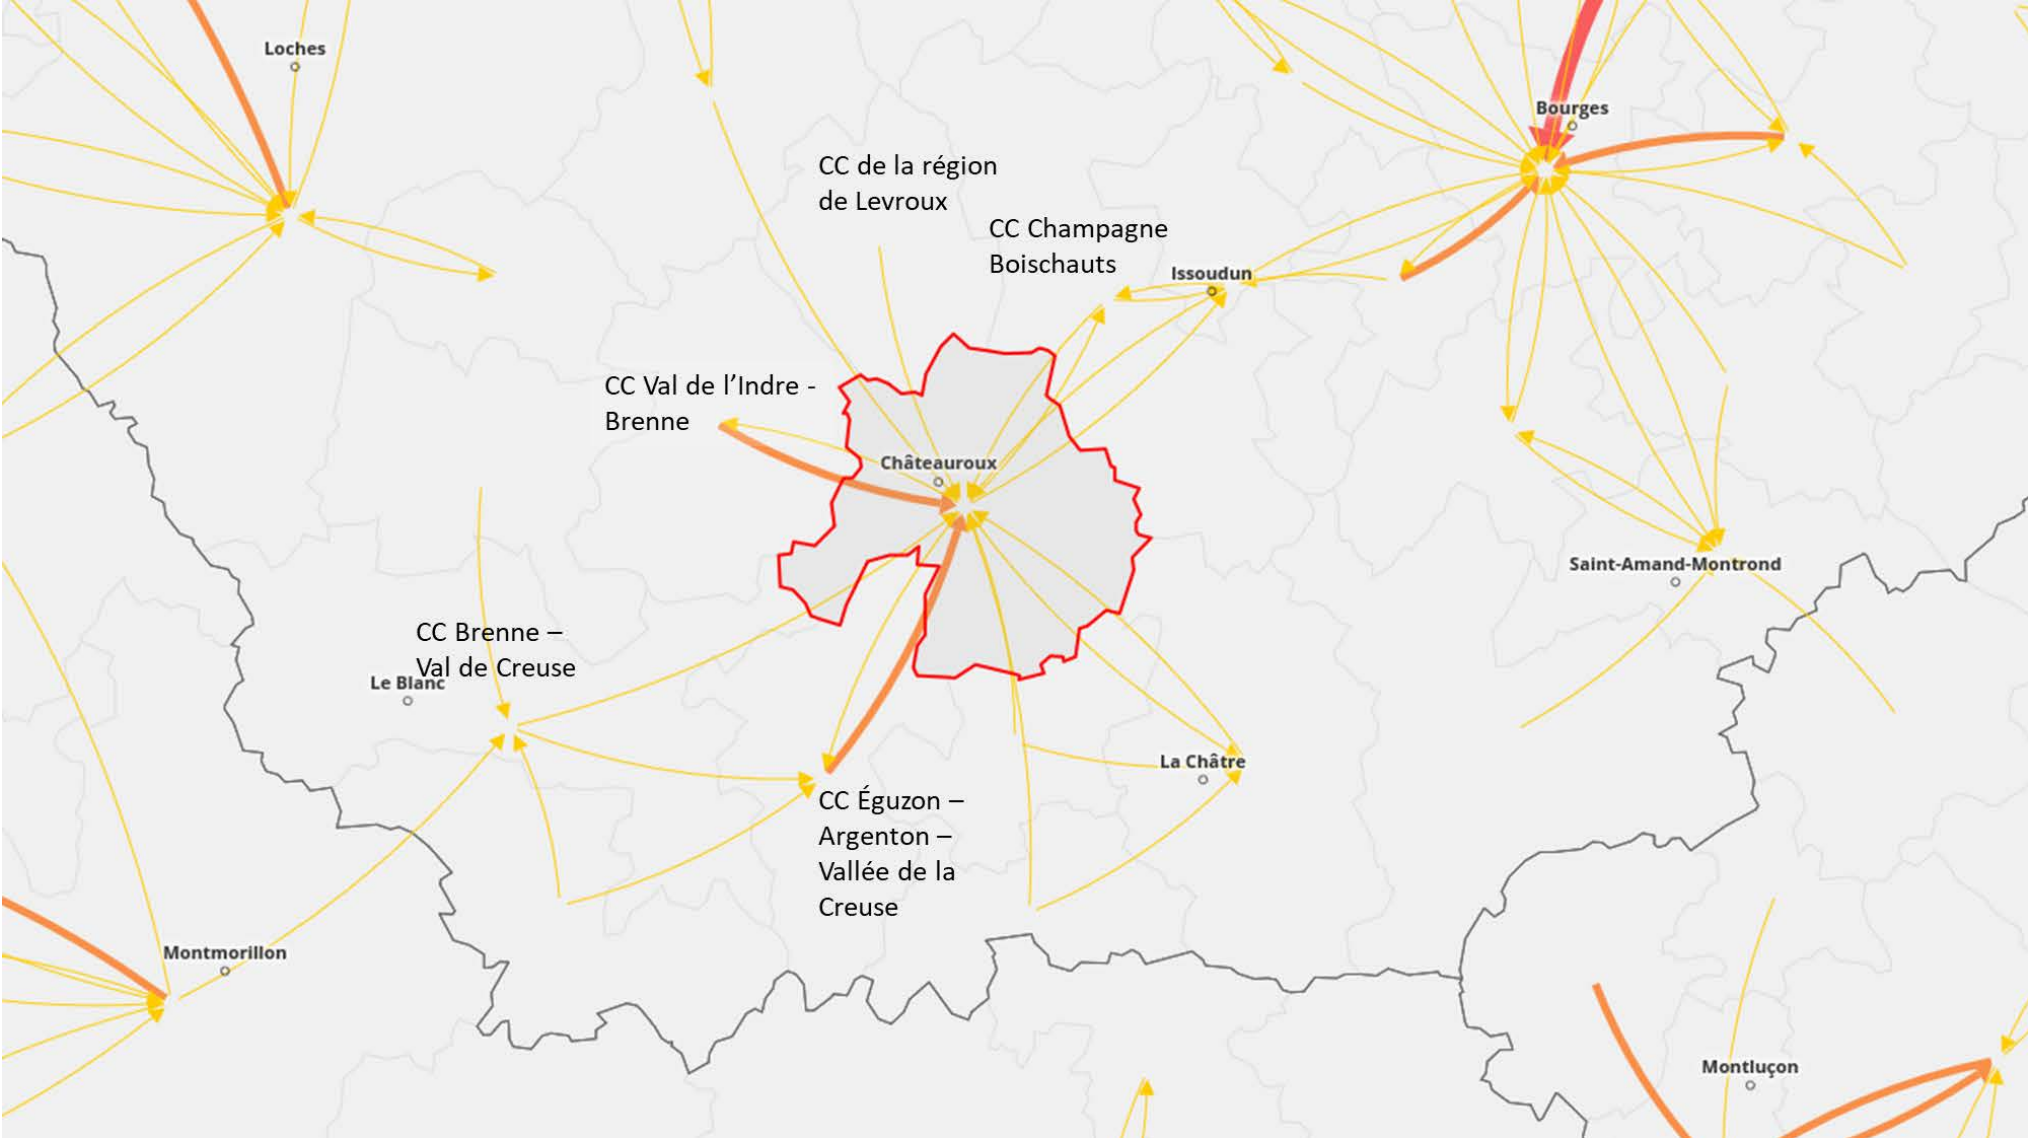 Loches
Bourges
CC de la région
de Levroux
CC Champagne
Boischauts
Issoudun
CC Val de l’Indre -
Brenne
Châteauroux
Saint-Amand-Montrond
CC Brenne –
Val de Creuse
Le Blanc
La Châtre
CC Éguzon –
Argenton –
Vallée de la
Creuse
Montmorillon
Montluçon